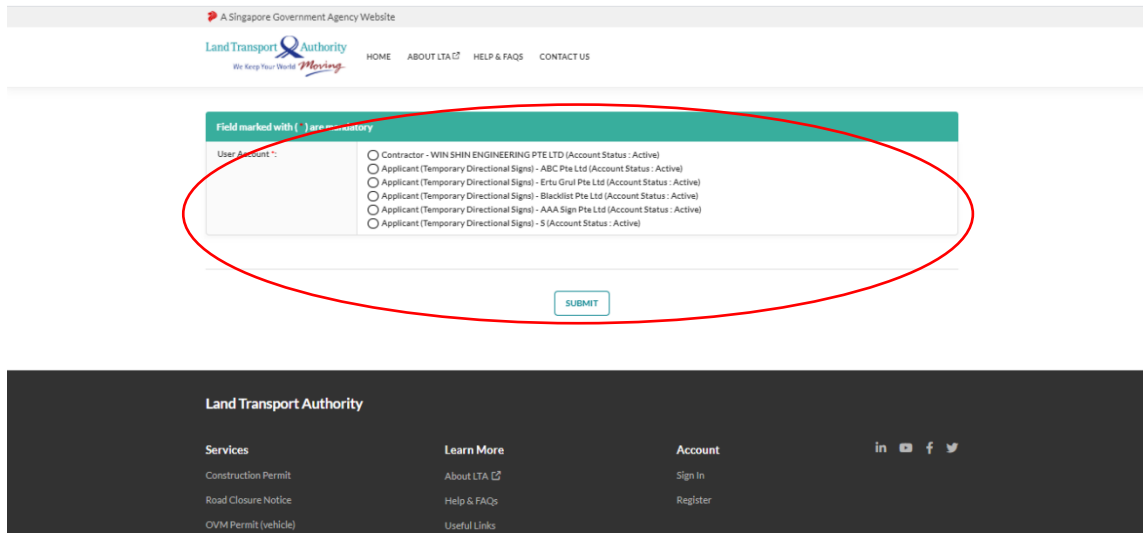 A Singapore Government Agency Website
Land Transport Authority
We Keep Your World Moving
HOME ABOUT LTA HELP & FAQS CONTACT US
Field marked with ( * ) are mandatory
User Account *:
Contractor - WIN SHIN ENGINEERING PTE LTD (Account Status : Active)
Applicant (Temporary Directional Signs) - ABC Pte Ltd (Account Status : Active)
Applicant (Temporary Directional Signs) - Ertu Grul Pte Ltd (Account Status : Active)
Applicant (Temporary Directional Signs) - Blacklist Pte Ltd (Account Status : Active)
Applicant (Temporary Directional Signs) - AAA Sign Pte Ltd (Account Status : Active)
Applicant (Temporary Directional Signs) - S (Account Status : Active)
SUBMIT
Land Transport Authority
Services Learn More Account
Construction Permit About LTA Sign In
Road Closure Notice Help & FAQs Register
OVM Permit (vehicle) Useful Links